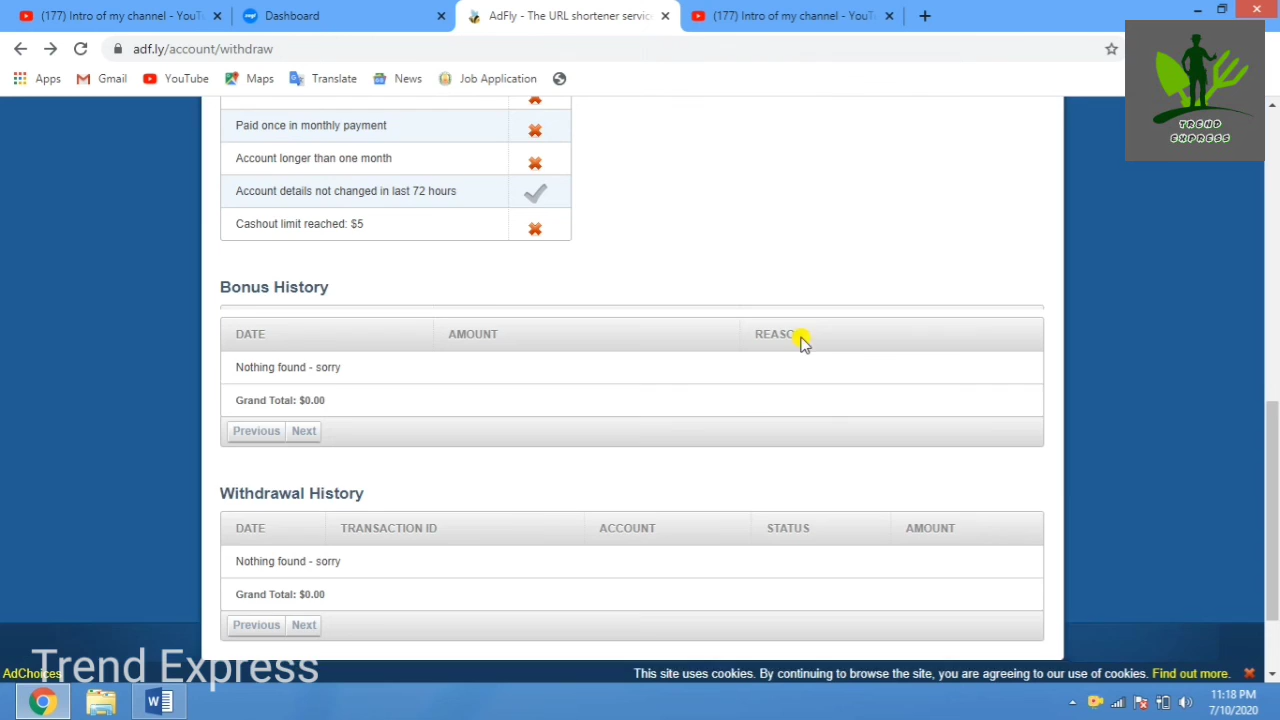 (177) Intro of my channel - YouT
Dashboard
AdFly - The URL shortener servic
(177) Intro of my channel - YouT
adf.ly/account/withdraw
Apps
Gmail
YouTube
Maps
Translate
News
Job Application
TREND
EXPRESS
Paid once in monthly payment
Account longer than one month
Account details not changed in last 72 hours
Cashout limit reached: $5
Bonus History
DATE AMOUNT REASO
Nothing found - sorry
Grand Total: $0.00
Previous Next
Withdrawal History
DATE TRANSACTION ID ACCOUNT STATUS AMOUNT
Nothing found - sorry
Grand Total: $0.00
Previous Next
Trend Express
AdChoices
This site uses cookies. By continuing to browse the site, you are agreeing to our use of cookies. Find out more.
11:18 PM
7/10/2020